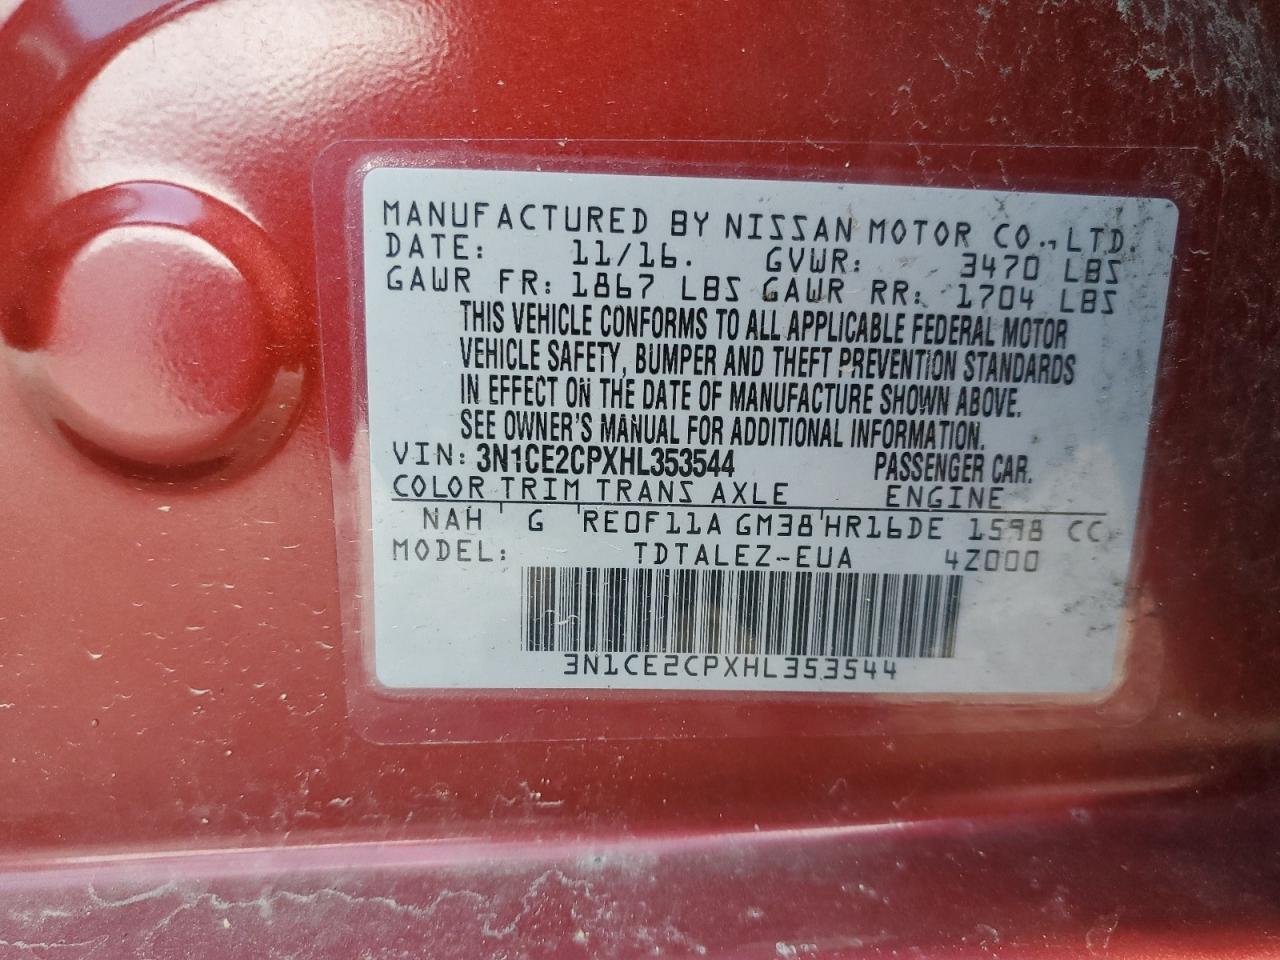 MANUFACTURED BY NISSAN MOTOR CO., LTD.
DATE: 11/16. GVWR: 3470 LBS
GAWR FR: 1867 LBS GAWR RR: 1704 LBS
THIS VEHICLE CONFORMS TO ALL APPLICABLE FEDERAL MOTOR
VEHICLE SAFETY, BUMPER AND THEFT PREVENTION STANDARDS
IN EFFECT ON THE DATE OF MANUFACTURE SHOWN ABOVE.
SEE OWNER'S MANUAL FOR ADDITIONAL INFORMATION.
VIN: 3N1CE2CPXHL353544 PASSENGER CAR.
COLOR TRIM TRANS AXLE ENGINE
NAH G RE0F11A GM38 HR16DE 1598 CC
MODEL: TDTALEZ-EUA 4Z000
3N1CE2CPXHL353544